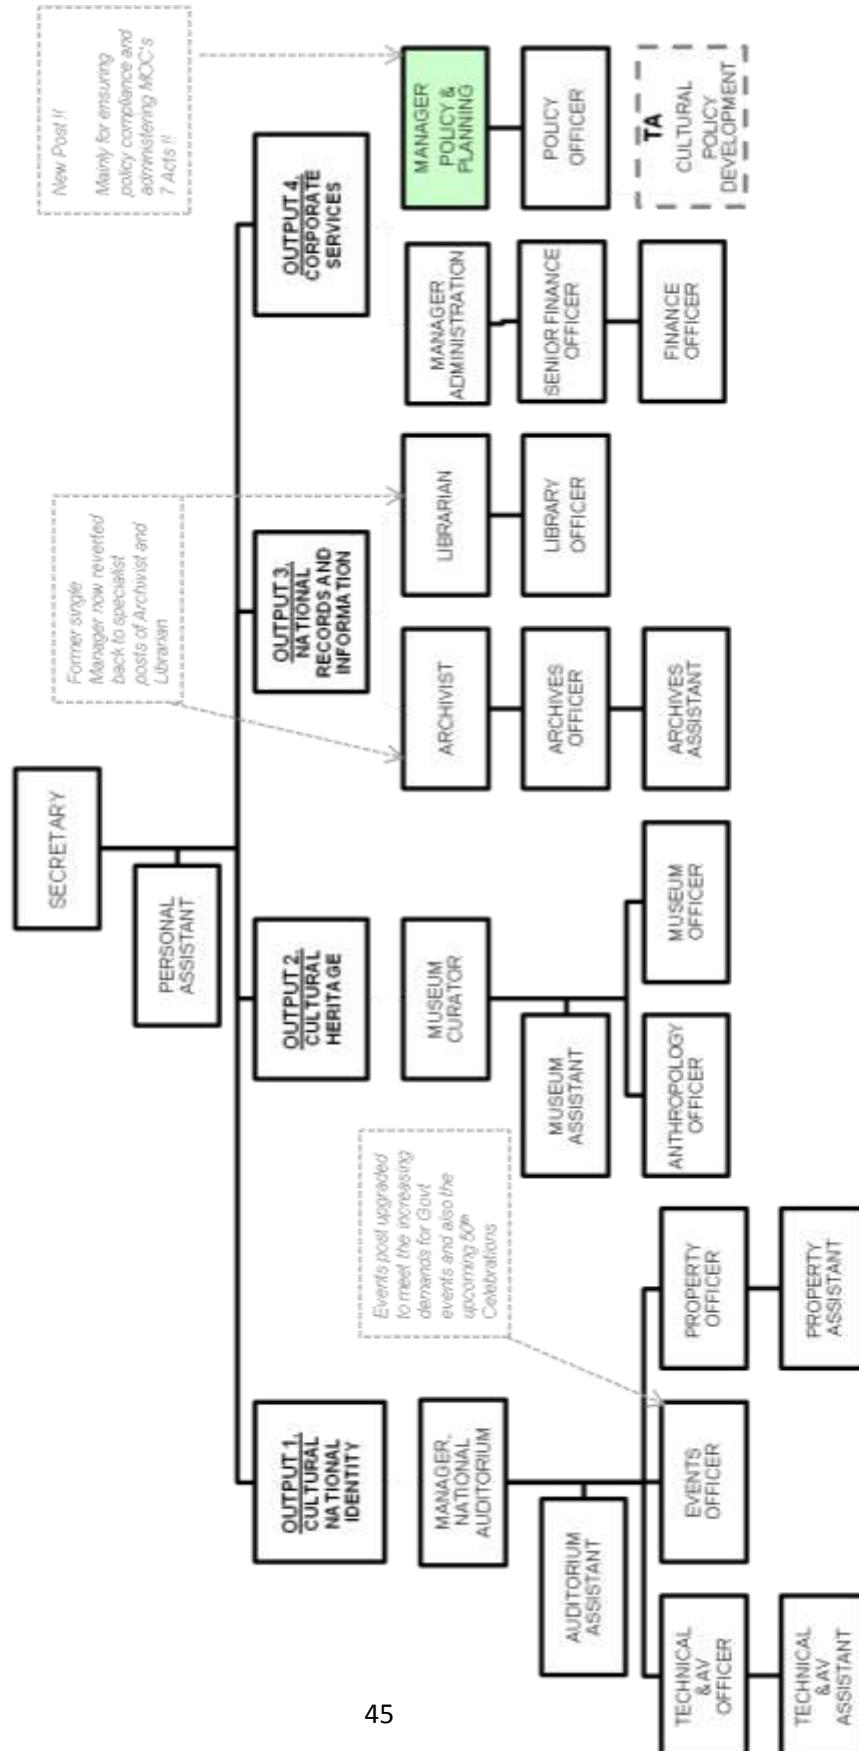 SECRETARY
PERSONAL
ASSISTANT
OUTPUT 1.
CULTURAL
NATIONAL
IDENTITY
OUTPUT 2.
CULTURAL
HERITAGE
OUTPUT 3.
NATIONAL
RECORDS AND
INFORMATION
OUTPUT 4.
CORPORATE
SERVICES
Former single
Manager now reverted
back to specialist
posts of Archivist and
Librarian
New Post !!
Mainly for ensuring
policy compliance and
administering MOC's
7 Acts !!
Events post upgraded
to meet the increasing
demands for Govt
events and also the
upcoming 50th
Celebrations
MANAGER,
NATIONAL
AUDITORIUM
MUSEUM
CURATOR
ARCHIVIST
LIBRARIAN
MANAGER
ADMINISTRATION
MANAGER
POLICY &
PLANNING
AUDITORIUM
ASSISTANT
MUSEUM
ASSISTANT
ARCHIVES
OFFICER
LIBRARY
OFFICER
SENIOR FINANCE
OFFICER
POLICY
OFFICER
TECHNICAL
& AV
OFFICER
EVENTS
OFFICER
PROPERTY
OFFICER
ANTHROPOLOGY
OFFICER
MUSEUM
OFFICER
ARCHIVES
ASSISTANT
FINANCE
OFFICER
TA
CULTURAL
POLICY
DEVELOPMENT
TECHNICAL
& AV
ASSISTANT
PROPERTY
ASSISTANT
45